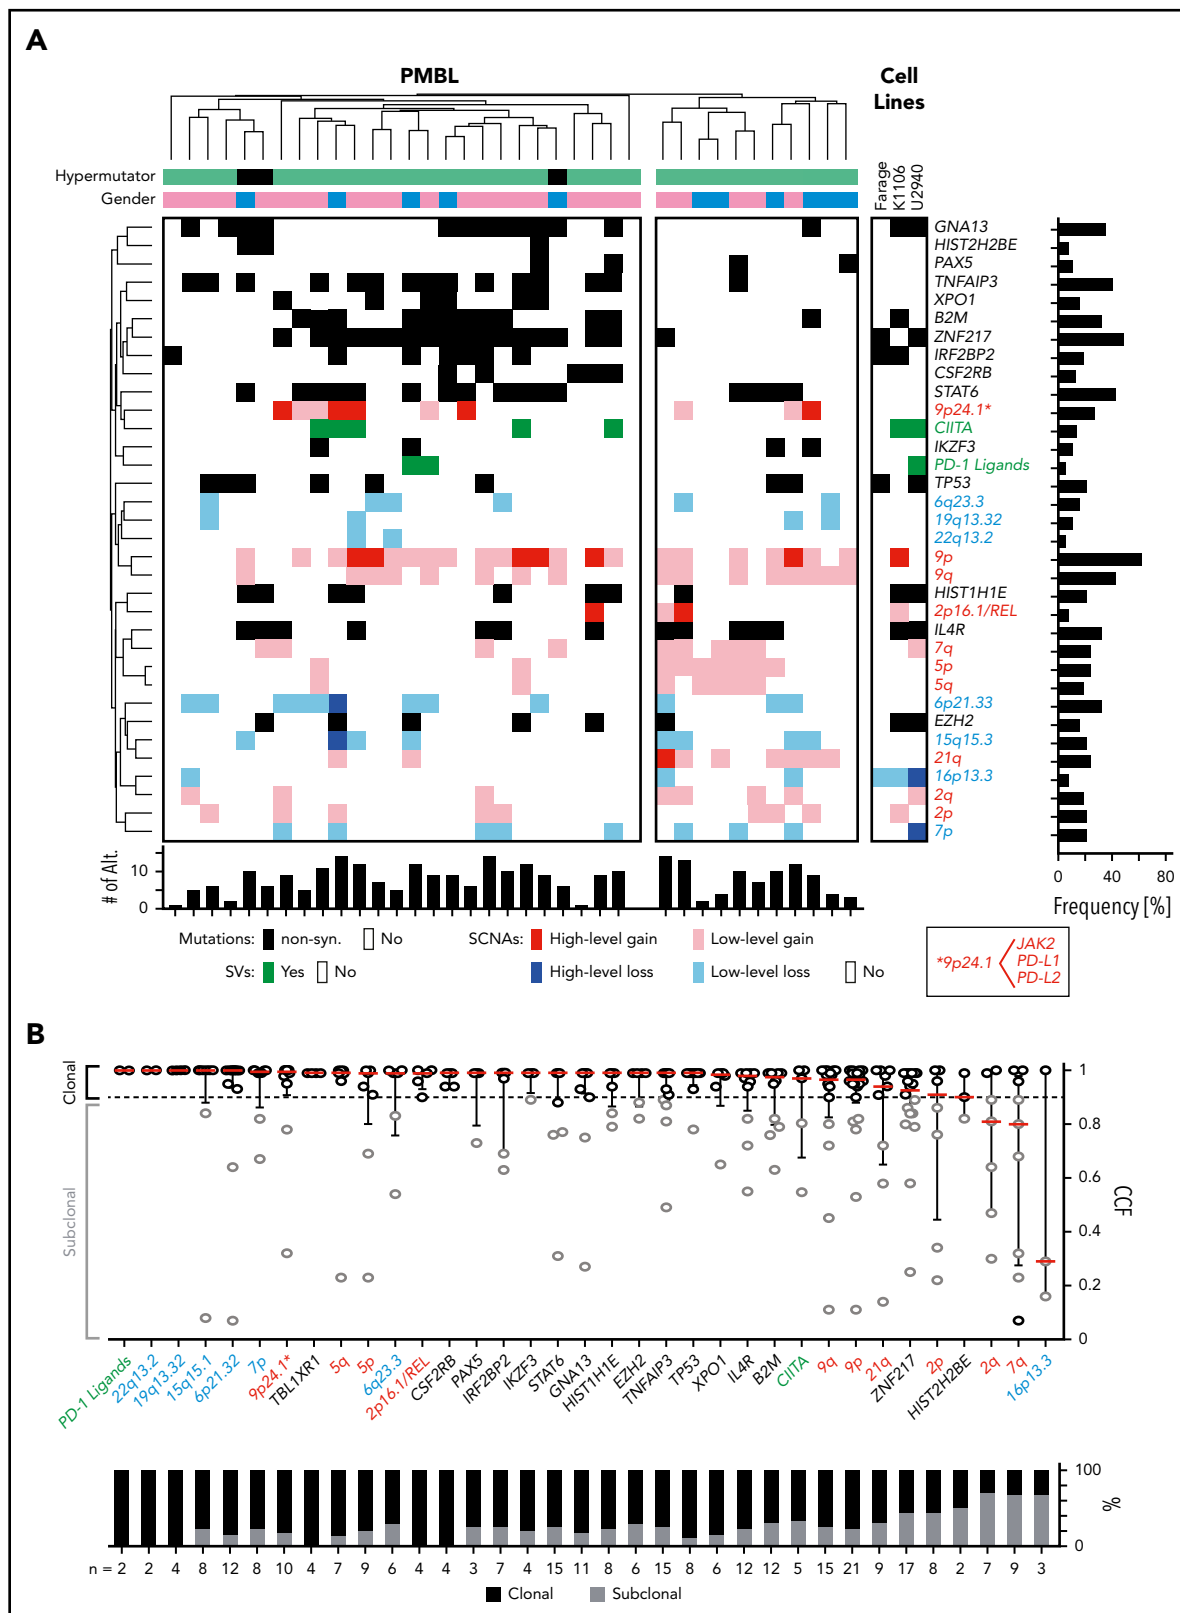 A
PMBL
Cell
Lines
Hypermutator
Gender
Farage
K1106
U2940
GNA13
HIST2H2BE
PAX5
TNFAIP3
XPO1
B2M
ZNF217
IRF2BP2
CSF2RB
STAT6
9p24.1*
CIITA
IKZF3
PD-1 Ligands
TP53
6q23.3
19q13.32
22q13.2
9p
9q
HIST1H1E
2p16.1/REL
IL4R
7q
5p
5q
6p21.33
EZH2
15q15.3
21q
16p13.3
2q
2p
7p
# of Alt.
10
0
0 40 80
Frequency [%]
Mutations: non-syn. No
SVs: Yes No
SCNAs: High-level gain Low-level gain
High-level loss Low-level loss No
*9p24.1
JAK2
PD-L1
PD-L2
B
Clonal
Subclonal
1
0.8
0.6
0.4
0.2
0
CCF
PD-1 Ligands
22q13.2
19q13.32
15q15.1
6p21.32
7p
9p24.1*
TBL1XR1
5q
5p
6q23.3
2p16.1/REL
CSF2RB
PAX5
IRF2BP2
IKZF3
STAT6
GNA13
HIST1H1E
EZH2
TNFAIP3
TP53
XPO1
IL4R
B2M
CIITA
9q
9p
21q
ZNF217
2p
HIST2H2BE
2q
7q
16p13.3
100
0
%
n = 2 2 4 8 12 8 10 4 7 9 6 4 4 3 7 4 15 11 8 6 15 8 6 12 12 5 15 21 9 17 8 2 7 9 3
Clonal Subclonal